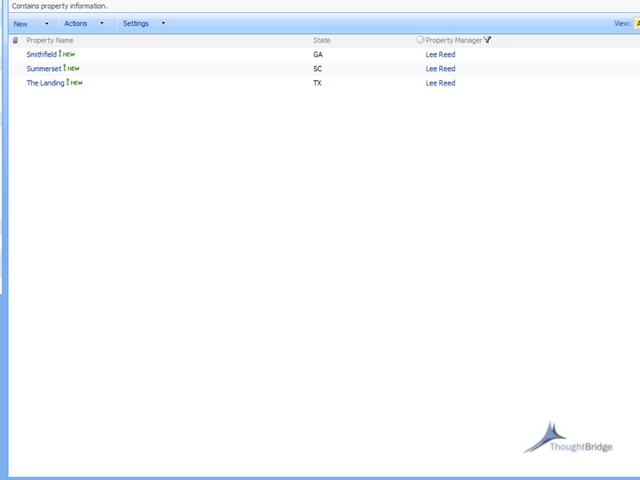 Contains property information.
New Actions Settings View: A
Property Name State Property Manager
Smithfield ! NEW GA Lee Reed
Summerset ! NEW SC Lee Reed
The Landing ! NEW TX Lee Reed
ThoughtBridge